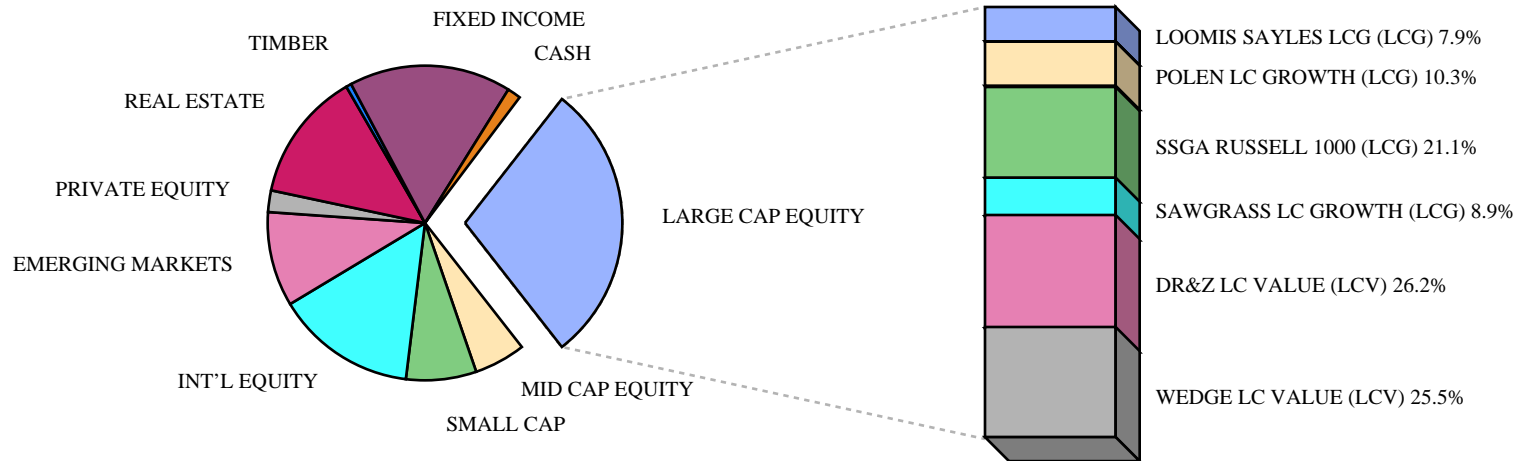 FIXED INCOME
CASH
TIMBER
REAL ESTATE
PRIVATE EQUITY
EMERGING MARKETS
INT'L EQUITY
SMALL CAP
MID CAP EQUITY
LARGE CAP EQUITY
LOOMIS SAYLES LCG (LCG) 7.9%
POLEN LC GROWTH (LCG) 10.3%
SSGA RUSSELL 1000 (LCG) 21.1%
SAWGRASS LC GROWTH (LCG) 8.9%
DR&Z LC VALUE (LCV) 26.2%
WEDGE LC VALUE (LCV) 25.5%